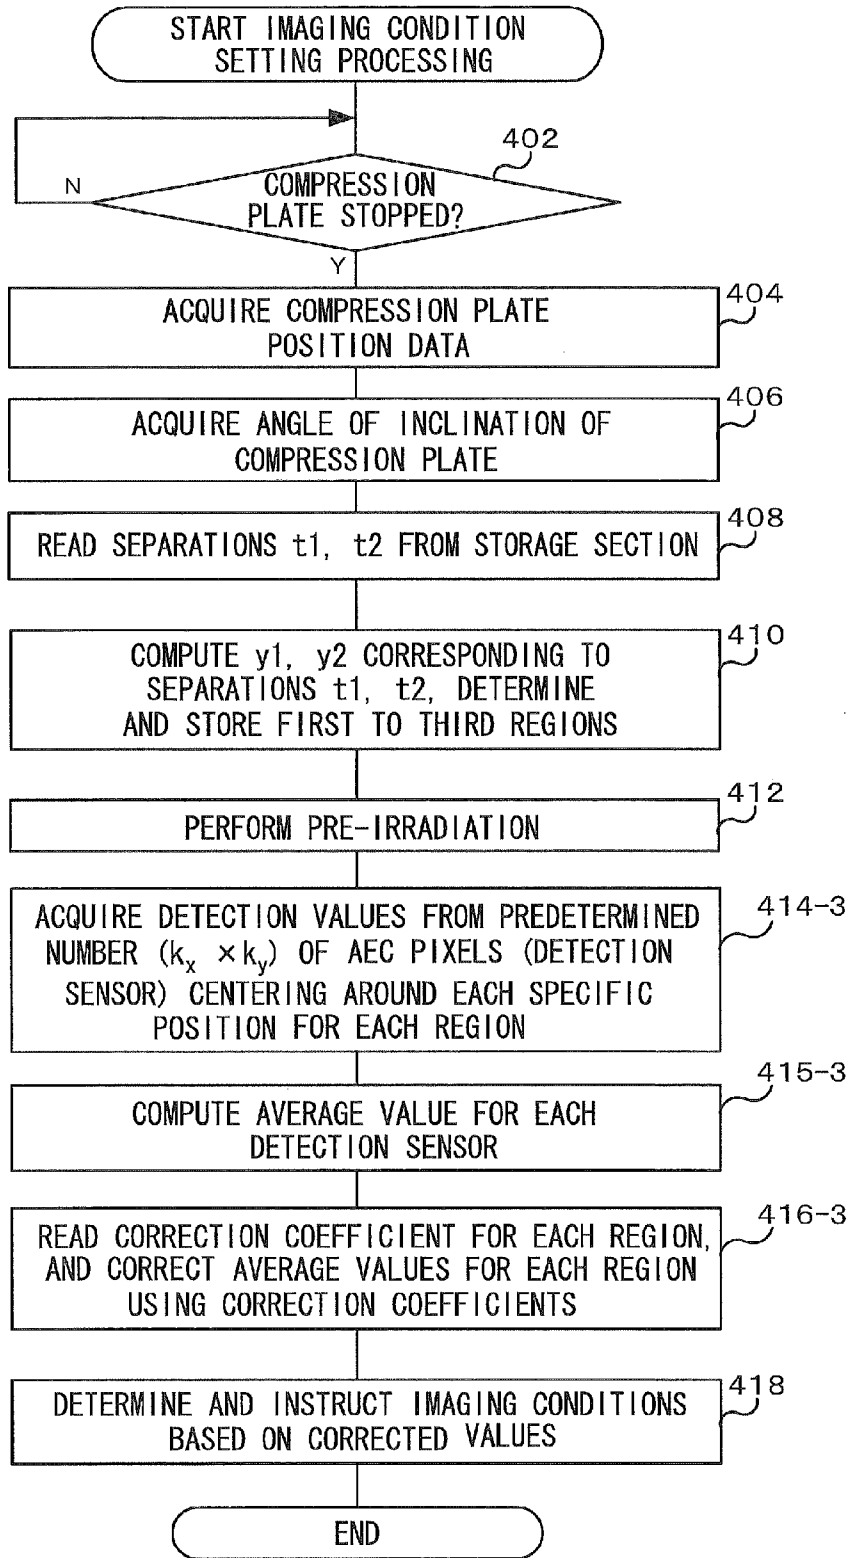 START IMAGING CONDITION
SETTING PROCESSING
402
N
COMPRESSION
PLATE STOPPED?
Y
404
ACQUIRE COMPRESSION PLATE
POSITION DATA
406
ACQUIRE ANGLE OF INCLINATION OF
COMPRESSION PLATE
408
READ SEPARATIONS t1, t2 FROM STORAGE SECTION
410
COMPUTE y1, y2 CORRESPONDING TO
SEPARATIONS t1, t2, DETERMINE
AND STORE FIRST TO THIRD REGIONS
412
PERFORM PRE-IRRADIATION
414-3
ACQUIRE DETECTION VALUES FROM PREDETERMINED
NUMBER (kx ×ky) OF AEC PIXELS (DETECTION
SENSOR) CENTERING AROUND EACH SPECIFIC
POSITION FOR EACH REGION
415-3
COMPUTE AVERAGE VALUE FOR EACH
DETECTION SENSOR
416-3
READ CORRECTION COEFFICIENT FOR EACH REGION,
AND CORRECT AVERAGE VALUES FOR EACH REGION
USING CORRECTION COEFFICIENTS
418
DETERMINE AND INSTRUCT IMAGING CONDITIONS
BASED ON CORRECTED VALUES
END